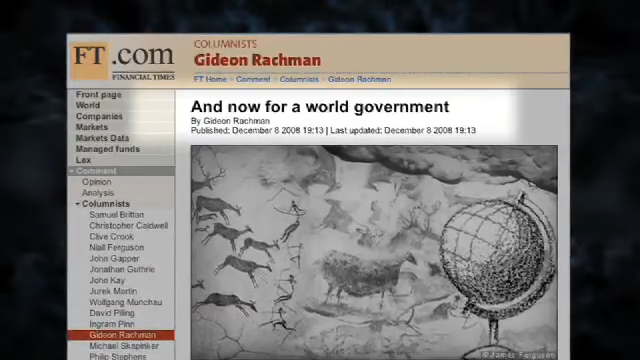 FT.com
FINANCIAL TIMES
COLUMNISTS
Gideon Rachman
FT Home > Comment > Columnists > Gideon Rachman
Front page
World
Companies
Markets
Markets Data
Managed funds
Lex
Comment
Opinion
Analysis
Columnists
Samuel Brittan
Christopher Caldwell
Clive Crook
Niall Ferguson
John Gapper
Jonathan Guthrie
John Kay
Jurek Martin
Wolfgang Munchau
David Pilling
Ingram Pinn
Gideon Rachman
Michael Skapinker
Philip Stephens
And now for a world government
By Gideon Rachman
Published: December 8 2008 19:13 | Last updated: December 8 2008 19:13
© James Ferguson